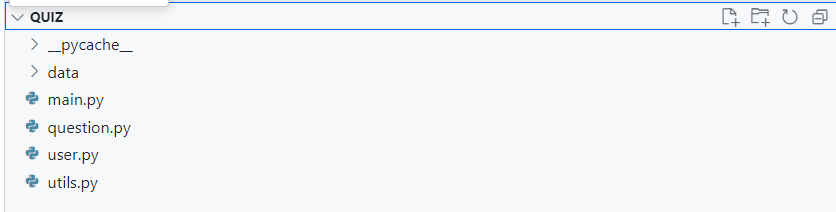 QUIZ
__pycache__
data
main.py
question.py
user.py
utils.py